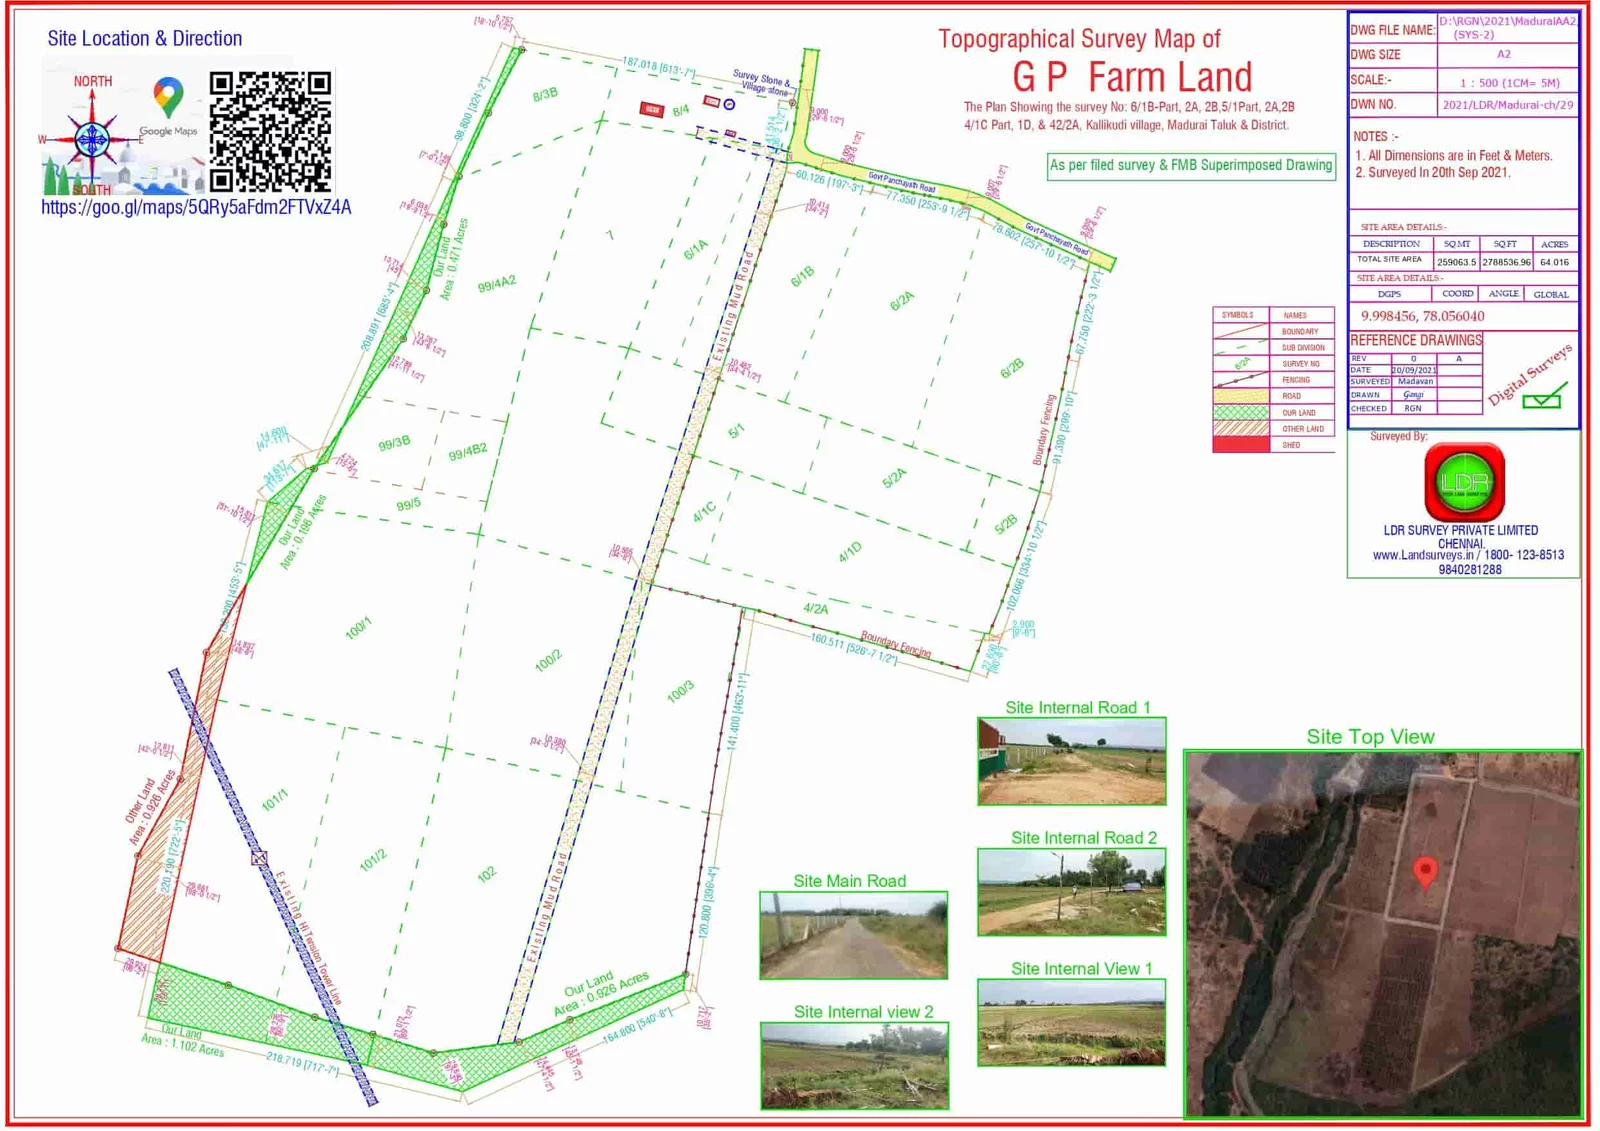 Site Location & Direction
NORTH
W
E
SOUTH
Google Maps
https://goo.gl/maps/5QRy5aFdm2FTVxZ4A
Topographical Survey Map of
G P Farm Land
The Plan Showing the survey No: 6/1B-Part, 2A, 2B,5/1Part, 2A,2B
4/1C Part, 1D, & 42/2A, Kallikudi village, Madurai Taluk & District.
As per filed survey & FMB Superimposed Drawing
DWG FILE NAME: D:\RGN\2021\MaduraiAA2,
(SYS-2)
DWG SIZE A2
SCALE:- 1 : 500 (1CM= 5M)
DWN NO. 2021/LDR/Madurai-ch/29
NOTES :-
1. All Dimensions are in Feet & Meters.
2. Surveyed In 20th Sep 2021.
SITE AREA DETAILS:-
DESCRIPTION SQ.MT SQ.FT ACRES
TOTAL SITE AREA 259063.5 2788536.96 64.016
SITE AREA DETAILS:-
DGPS COORD ANGLE GLOBAL
9.998456, 78.056040
REFERENCE DRAWINGS
REV 0 A
DATE 20/09/2021
SURVEYED Madavan
DRAWN Gangi
CHECKED RGN
Digital Surveys
Surveyed By:
LDR
LDR SURVEY PRIVATE LIMITED
CHENNAI.
www.Landsurveys.in / 1800- 123-8513
9840281288
SYMBOLS NAMES
BOUNDARY
SUB DIVISION
6/2A SURVEY NO
FENCING
ROAD
OUR LAND
OTHER LAND
SHED
187.018 [613'-7"]
Survey Stone &
Village stone
8/3B
8/4
98.800 [324'-2"]
60.126 [197'-3"]
Govt Panchayath Road
77.350 [253'-9 1/2"]
78.602 [257'-10 1/2"]
Govt Panchayath Road
7
6/1A
6/1B
6/2A
6/2B
99/4A2
Our Land
Area : 0.471 Acres
208.891 [685'-4"]
Existing Mud Road
67.750 [222'-3 1/2"]
Boundary Fencing
91.390 [299'-10"]
99/3B
99/4B2
99/5
5/1
5/2A
5/2B
4/1C
4/1D
4/2A
Our Land
Area : 0.196 Acres
102.066 [334'-10 1/2"]
2.900
[9'-6"]
Boundary Fencing
160.511 [526'-7 1/2"]
100/1
100/2
100/3
141.400 [463'-11"]
101/1
101/2
102
Other Land
Area : 0.926 Acres
220.190 [722'-5"]
Existing Hi Tension Tower Line
Existing Mud Road
120.800 [396'-4"]
Our Land
Area : 0.926 Acres
164.800 [540'-8"]
Our Land
Area : 1.102 Acres
218.719 [717'-7"]
Site Internal Road 1
Site Internal Road 2
Site Main Road
Site Internal View 1
Site Internal view 2
Site Top View